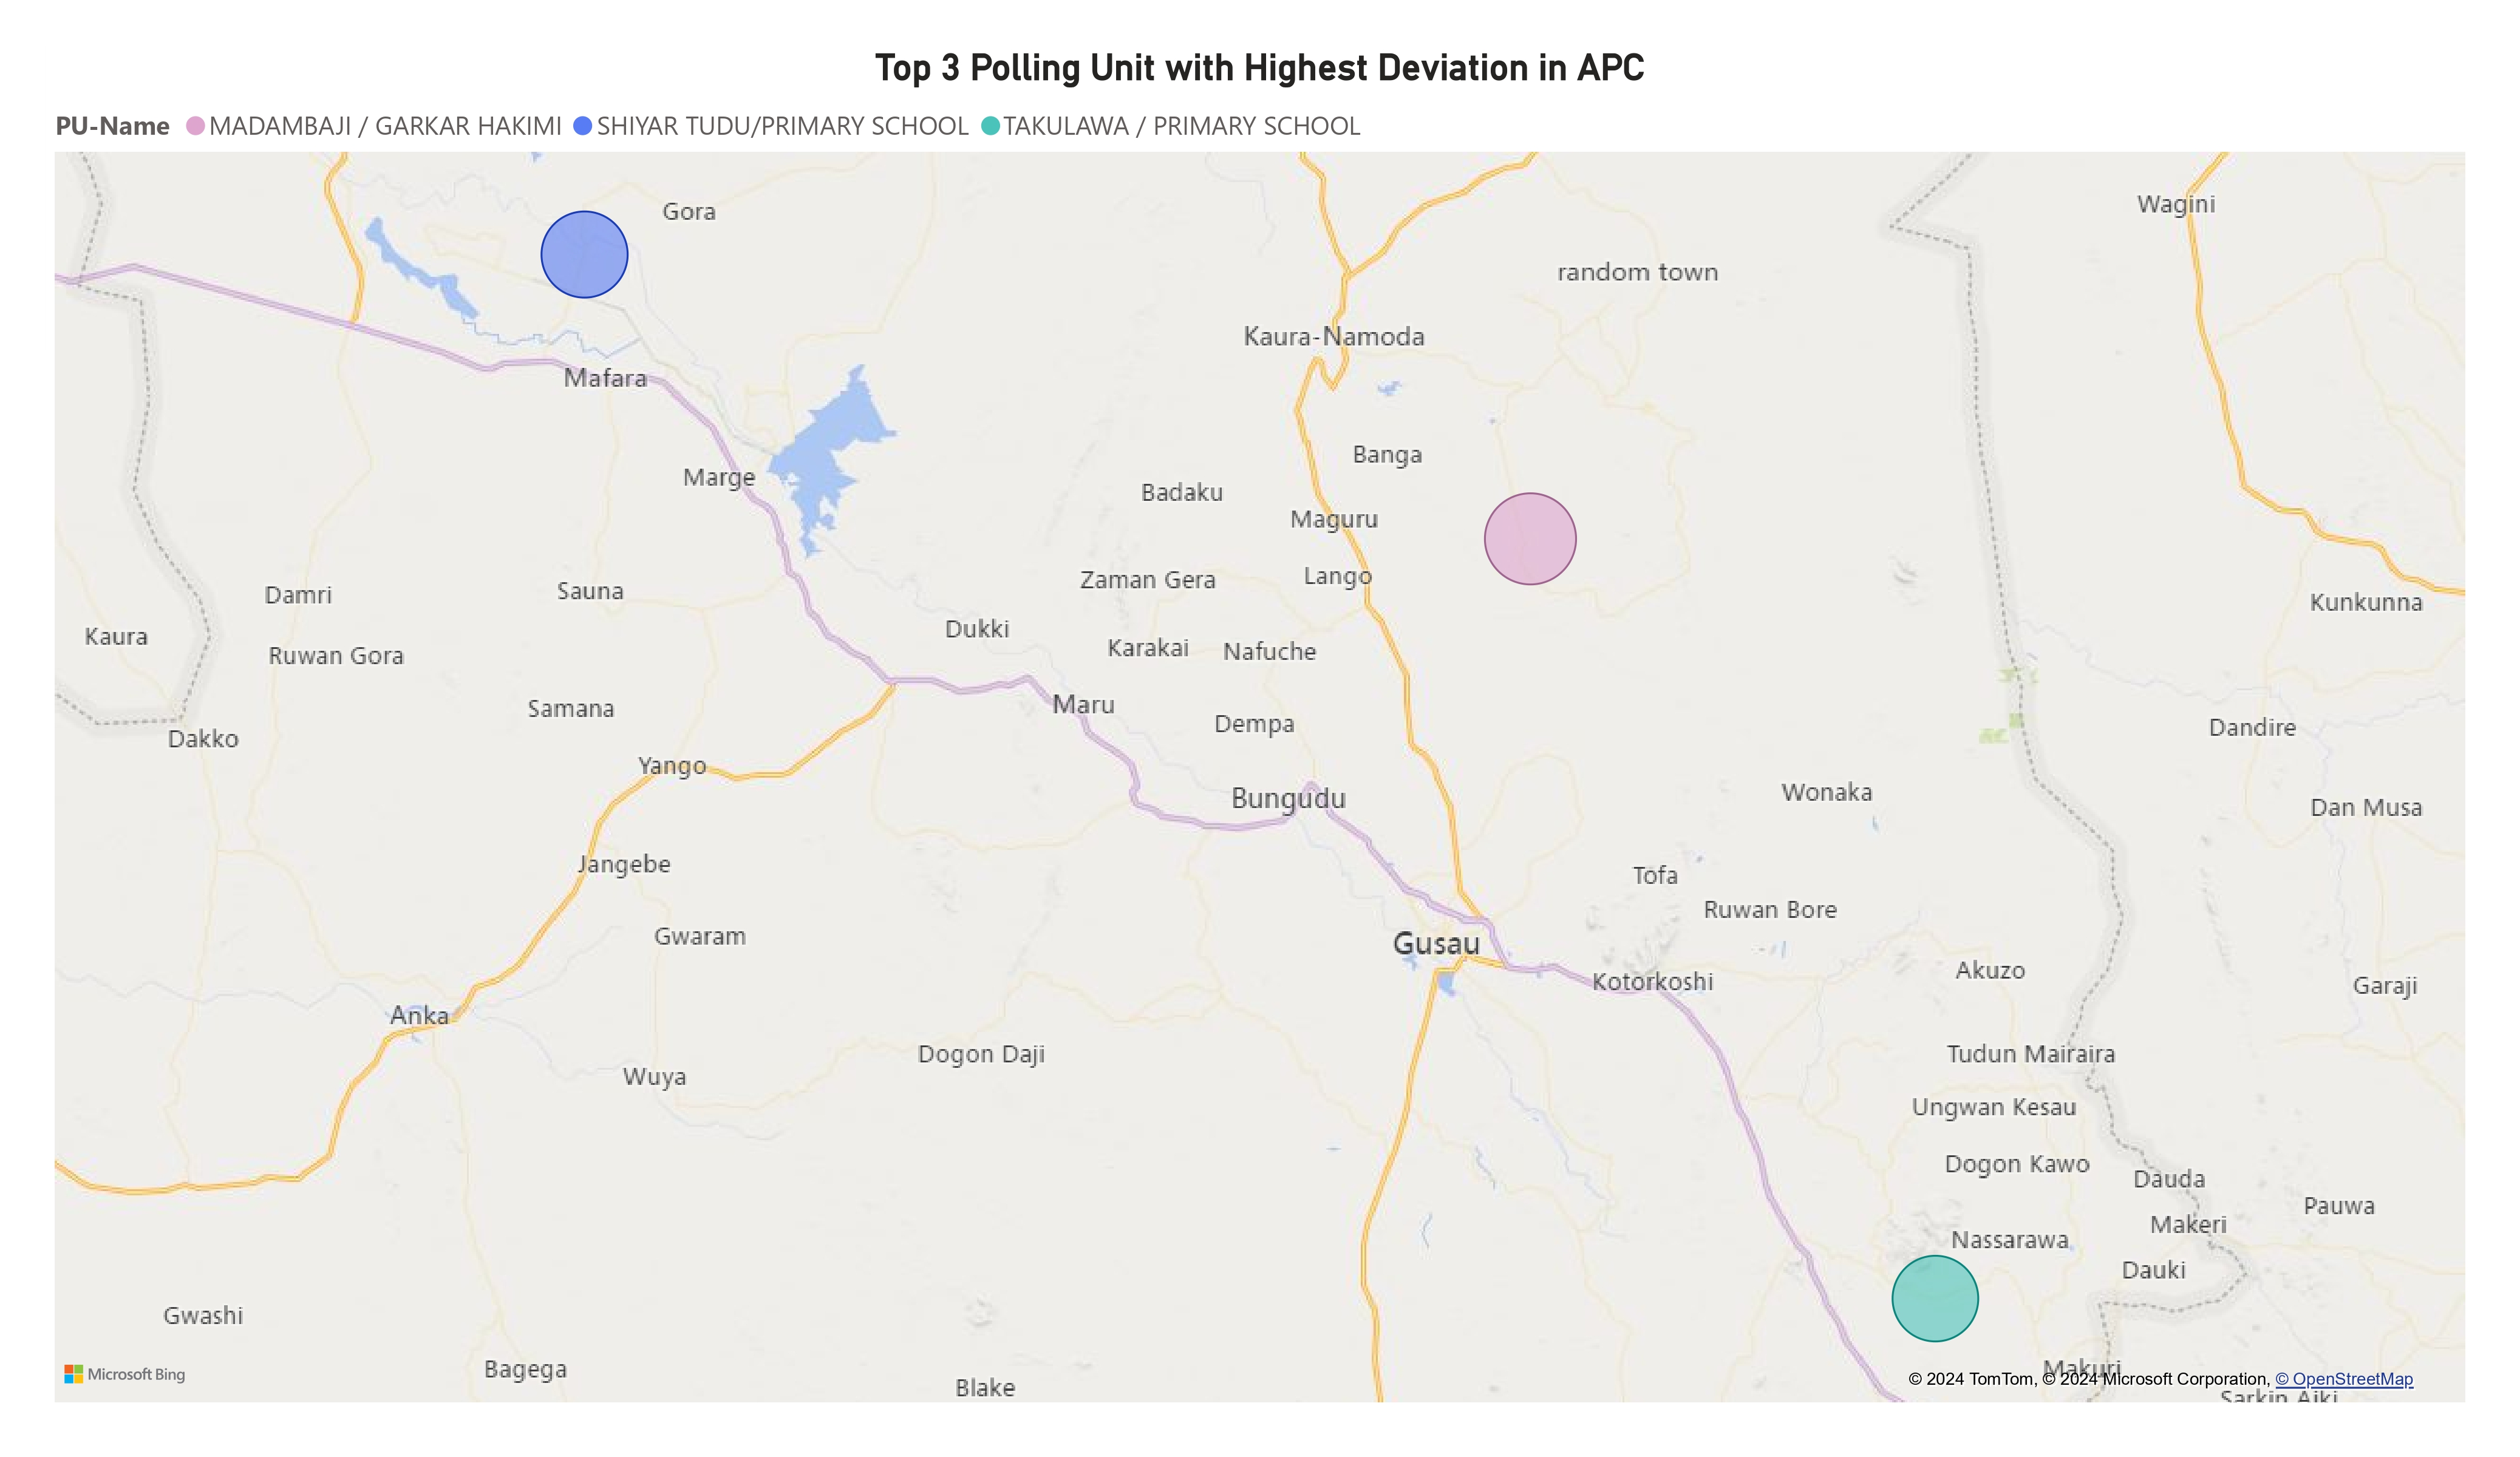 Top 3 Polling Unit with Highest Deviation in APC
PU-Name MADAMBAJI / GARKAR HAKIMI SHIYAR TUDU/PRIMARY SCHOOL TAKULAWA / PRIMARY SCHOOL
Wagini
Gora
random town
Kaura-Namoda
Mafara
Banga
Marge
Badaku
Maguru
Zaman Gera
Lango
Sauna
Damri
Kunkunna
Dukki
Kaura
Karakai
Nafuche
Ruwan Gora
Maru
Samana
Dempa
Dandire
Dakko
Yango
Wonaka
Bungudu
Dan Musa
Jangebe
Tofa
Ruwan Bore
Gwaram
Gusau
Akuzo
Kotorkoshi
Garaji
Anka
Dogon Daji
Tudun Mairaira
Wuya
Ungwan Kesau
Dogon Kawo
Dauda
Pauwa
Makeri
Nassarawa
Dauki
Gwashi
Bagega
Makuri
Microsoft Bing
© 2024 TomTom, © 2024 Microsoft Corporation, © OpenStreetMap
Blake
Sarkin Aiki